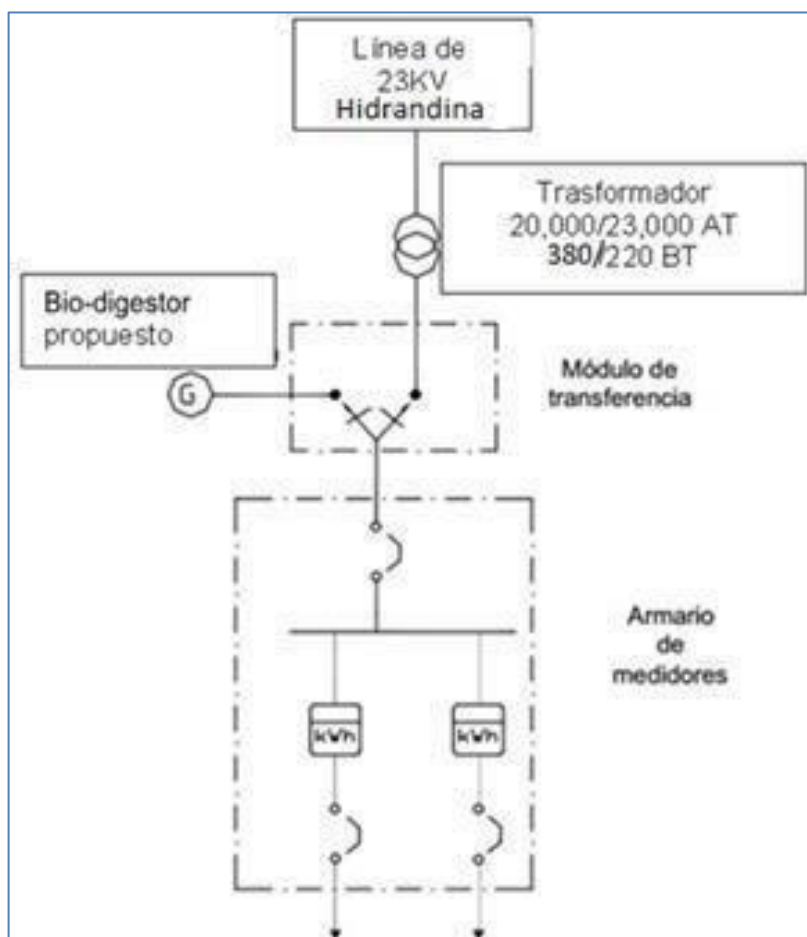 Línea de
23KV
Hidrandina
Trasformador
20,000/23,000 AT
380/220 BT
Bio-digestor
propuesto
G
Módulo de
transferencia
Armario
de
medidores
kWh
kWh